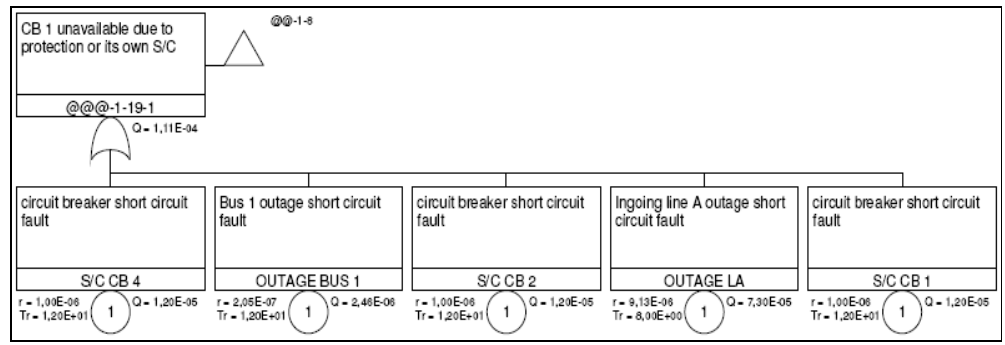 CB 1 unavailable due to
protection or its own S/C
@@-1-8
@@@-1-19-1
Q = 1,11E-04
circuit breaker short circuit
fault
S/C CB 4
r = 1,00E-06
Tr = 1,20E+01
1
Q = 1,20E-05
Bus 1 outage short circuit
fault
OUTAGE BUS 1
r = 2,05E-07
Tr = 1,20E+01
1
Q = 2,46E-06
circuit breaker short circuit
fault
S/C CB 2
r = 1,00E-06
Tr = 1,20E+01
1
Q = 1,20E-05
Ingoing line A outage short
circuit fault
OUTAGE LA
r = 9,13E-06
Tr = 8,00E+00
1
Q = 7,30E-05
circuit breaker short circuit
fault
S/C CB 1
r = 1,00E-06
Tr = 1,20E+01
1
Q = 1,20E-05